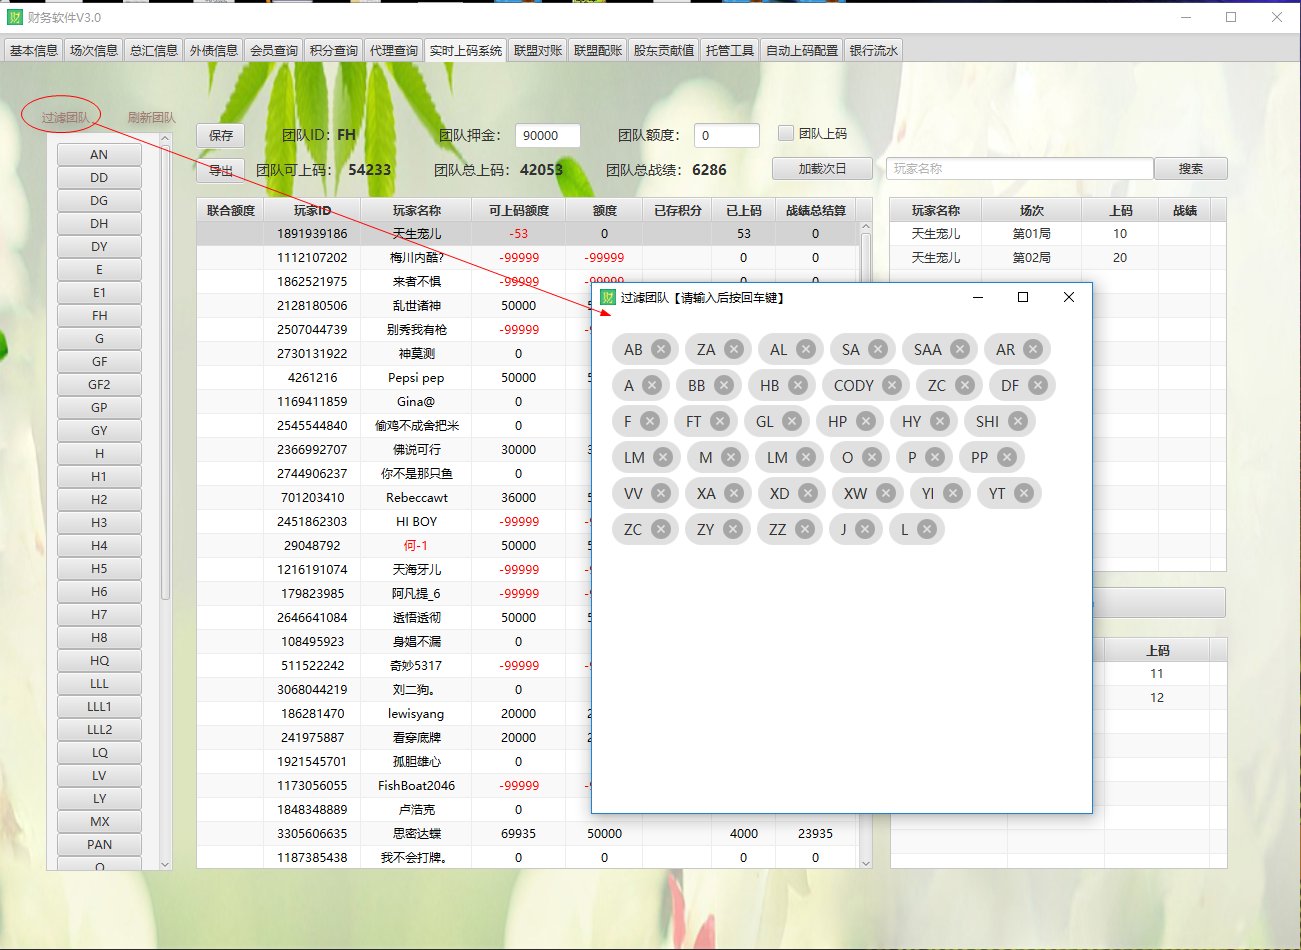 财务软件V3.0
基本信息 场次信息 总汇信息 外债信息 会员查询 积分查询 代理查询 实时上码系统 联盟对账 联盟配账 股东贡献值 托管工具 自动上码配置 银行流水
过滤团队 刷新团队
保存 团队ID: FH 团队押金: 90000 团队额度: 0 团队上码
导出 团队可上码: 54233 团队总上码: 42053 团队总战绩: 6286 加载次日 玩家名称 搜索
AN
DD
DG
DH
DY
E
E1
FH
G
GF
GF2
GP
GY
H
H1
H2
H3
H4
H5
H6
H7
H8
HQ
LLL
LLL1
LLL2
LQ
LV
LY
MX
PAN
联合额度 玩家ID 玩家名称 可上码额度 额度 已存积分 已上码 战绩总结算
1891939186 天生宠儿 -53 0 53 0
1112107202 梅川内酷? -99999 -99999 0 0
1862521975 来者不惧 -99999 -99999 0 0
2128180506 乱世诸神 50000
2507044739 别秀我有枪 -99999
2730131922 神莫测 0
4261216 Pepsi pep 50000
1169411859 Gina@ 0
2545544840 偷鸡不成舍把米 0
2366992707 佛说可行 30000
2744906237 你不是那只鱼 0
701203410 Rebeccawt 36000
2451862303 HI BOY -99999
29048792 何-1 50000
1216191074 天海牙儿 -99999
179823985 阿凡提_6 -99999
2646641084 透悟透彻 50000
108495923 身娼不漏 0
511522242 奇妙5317 -99999
3068044219 刘二狗。 0
186281470 lewisyang 20000
241975887 看穿底牌 20000
1921545701 孤胆雄心 0
1173056055 FishBoat2046 -99999
1848348889 卢浩克 0
3305606635 思密达蝶 69935 50000 4000 23935
1187385438 我不会打牌。 0 0 0 0
玩家名称 场次 上码 战绩
天生宠儿 第01局 10
天生宠儿 第02局 20
过滤团队【请输入后按回车键】
AB ZA AL SA SAA AR
A BB HB CODY ZC DF
F FT GL HP HY SHI
LM M LM O P PP
VV XA XD XW YI YT
ZC ZY ZZ J L
上码
11
12